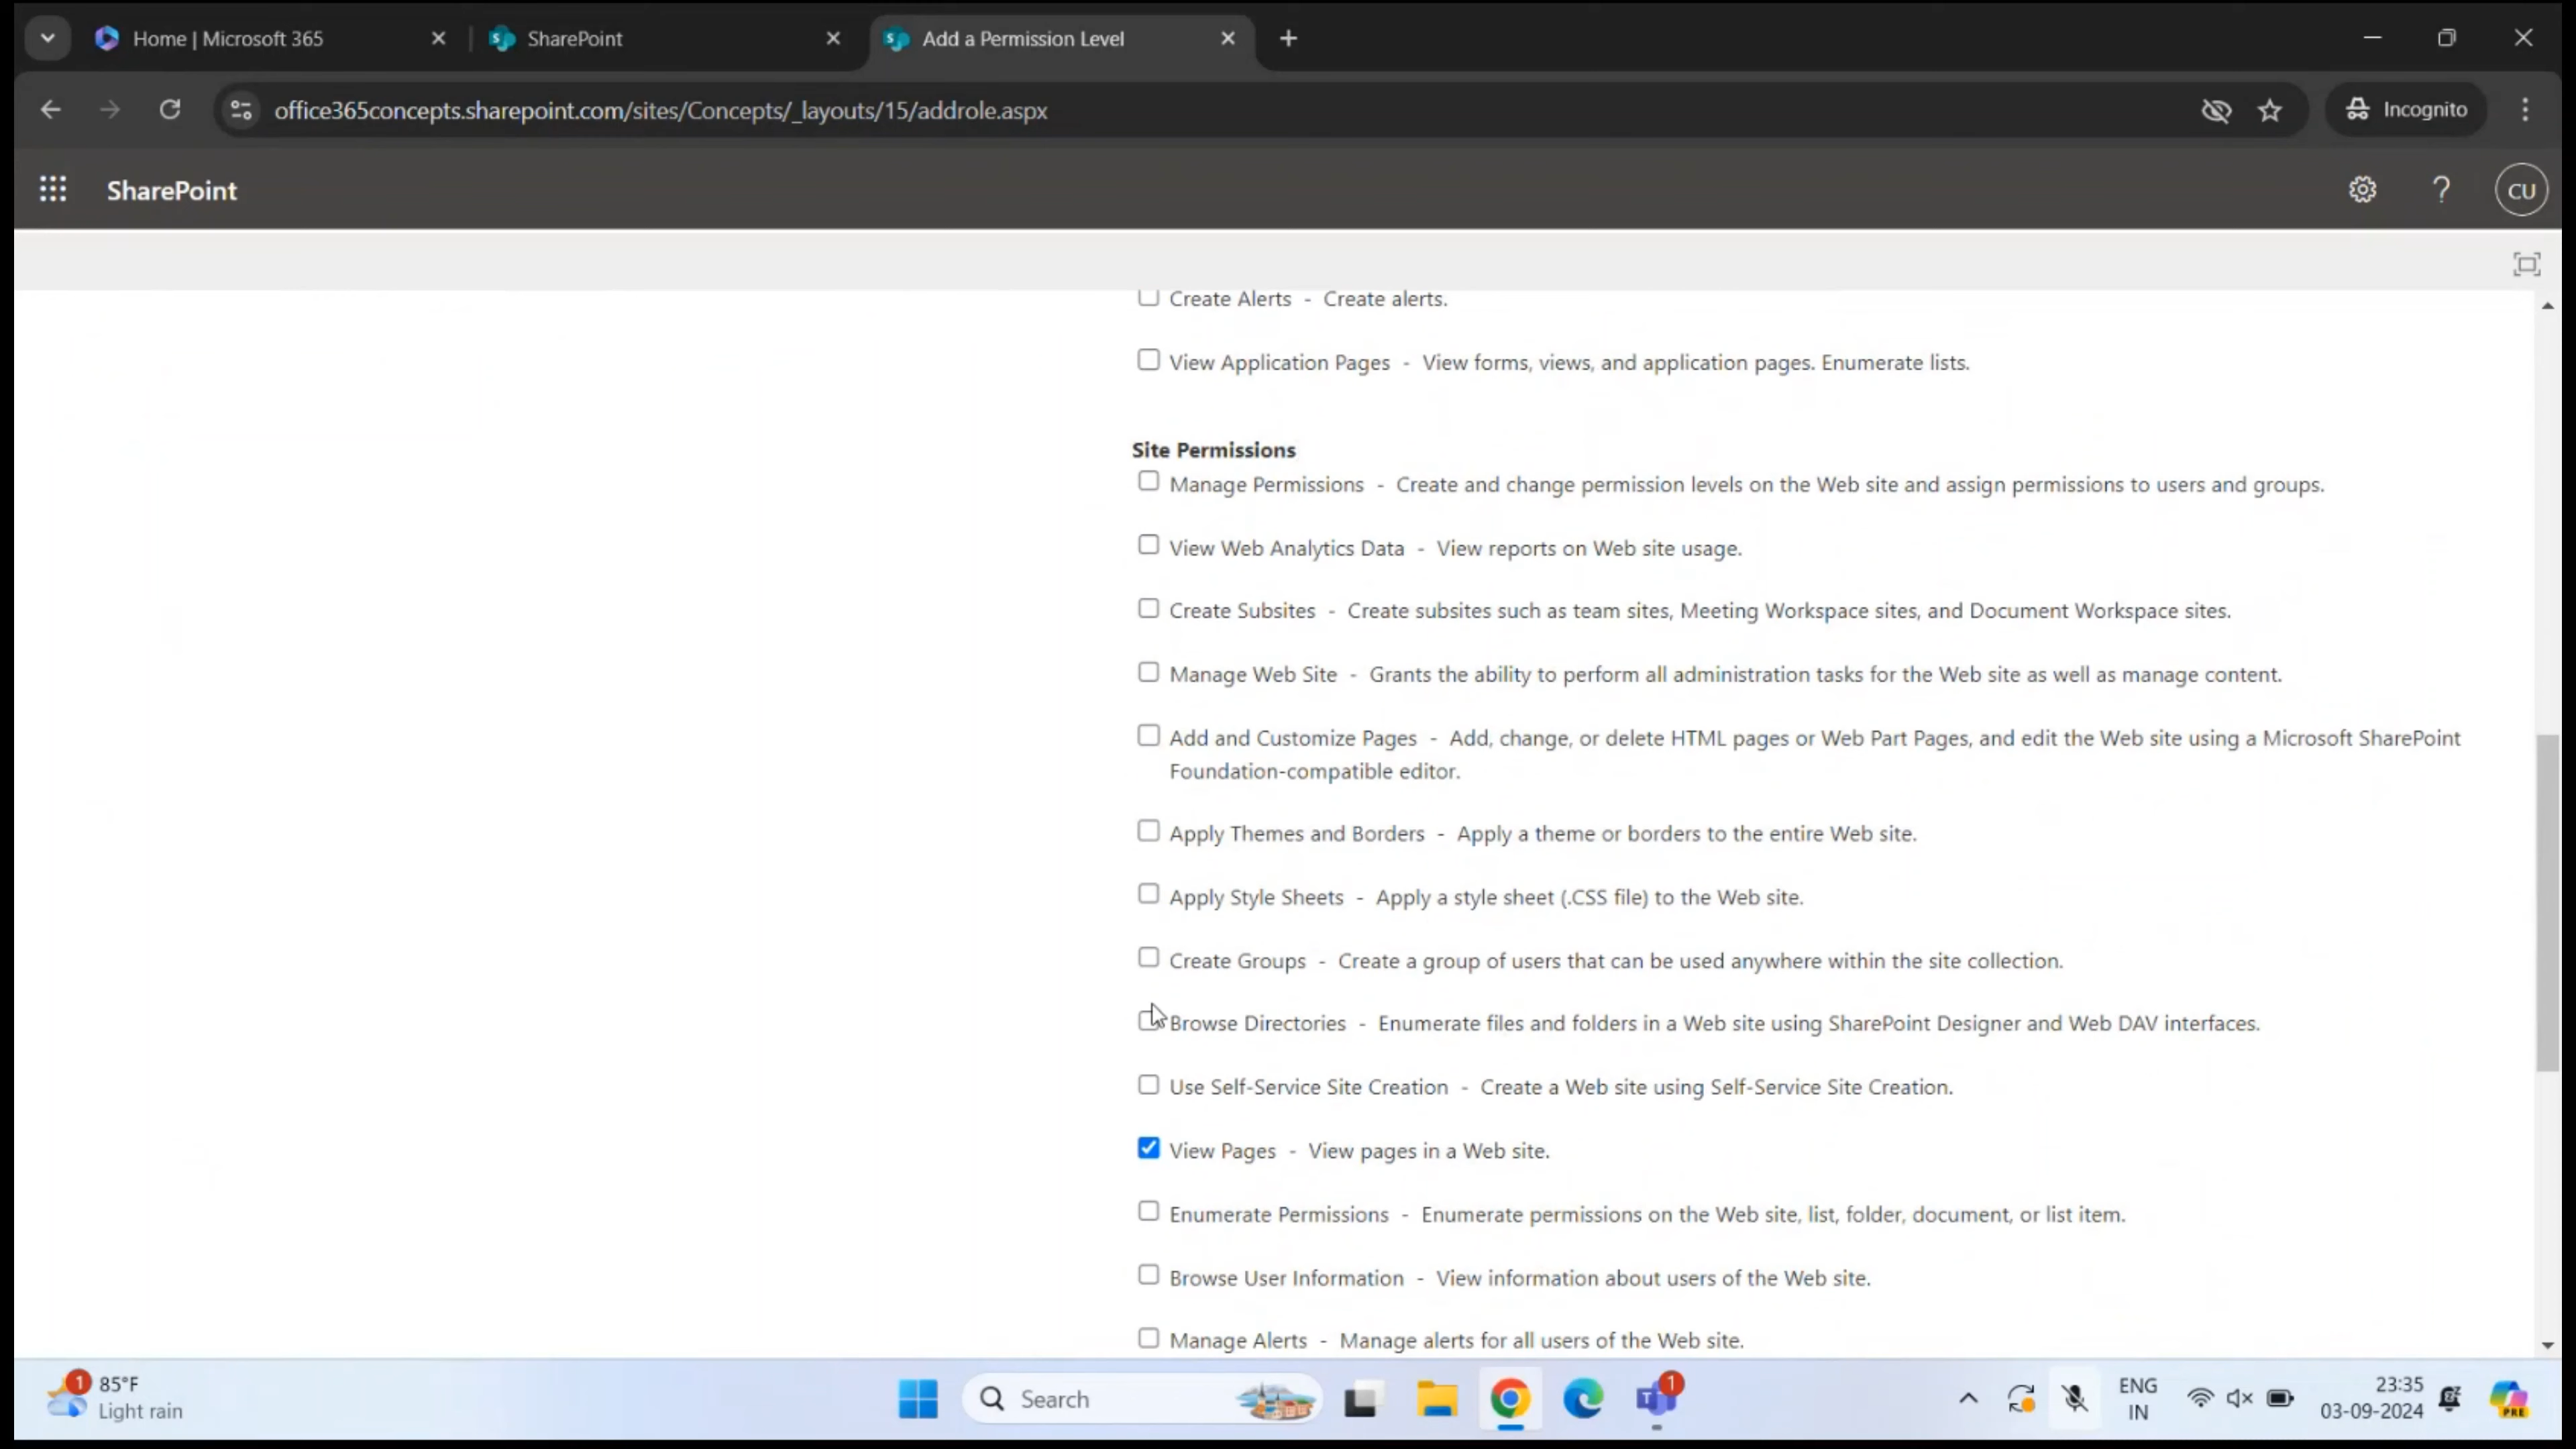 Home | Microsoft 365
SharePoint
Add a Permission Level
office365concepts.sharepoint.com/sites/Concepts/_layouts/15/addrole.aspx
Incognito
SharePoint
CU
Create Alerts - Create alerts.
View Application Pages - View forms, views, and application pages. Enumerate lists.
Site Permissions
Manage Permissions - Create and change permission levels on the Web site and assign permissions to users and groups.
View Web Analytics Data - View reports on Web site usage.
Create Subsites - Create subsites such as team sites, Meeting Workspace sites, and Document Workspace sites.
Manage Web Site - Grants the ability to perform all administration tasks for the Web site as well as manage content.
Add and Customize Pages - Add, change, or delete HTML pages or Web Part Pages, and edit the Web site using a Microsoft SharePoint
Foundation-compatible editor.
Apply Themes and Borders - Apply a theme or borders to the entire Web site.
Apply Style Sheets - Apply a style sheet (.CSS file) to the Web site.
Create Groups - Create a group of users that can be used anywhere within the site collection.
Browse Directories - Enumerate files and folders in a Web site using SharePoint Designer and Web DAV interfaces.
Use Self-Service Site Creation - Create a Web site using Self-Service Site Creation.
View Pages - View pages in a Web site.
Enumerate Permissions - Enumerate permissions on the Web site, list, folder, document, or list item.
Browse User Information - View information about users of the Web site.
Manage Alerts - Manage alerts for all users of the Web site.
1
85°F
Light rain
Search
1
ENG
IN
23:35
03-09-2024
PRE